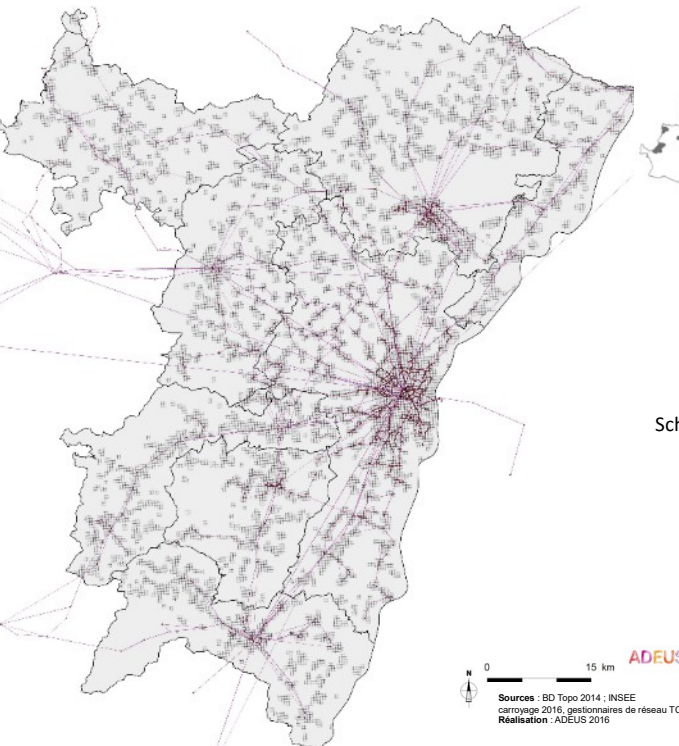 Sch
ADEUS
0 15 km
N
Sources : BD Topo 2014 ; INSEE
carroyage 2016, gestionnaires de réseau TC
Réalisation : ADEUS 2016